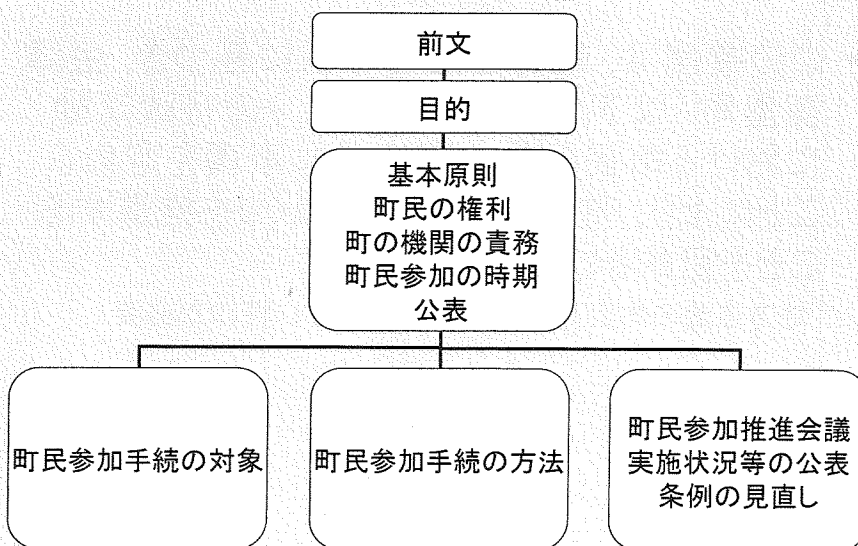 前文
目的
基本原則
町民の権利
町の機関の責務
町民参加の時期
公表
町民参加手続の対象
町民参加手続の方法
町民参加推進会議
実施状況等の公表
条例の見直し